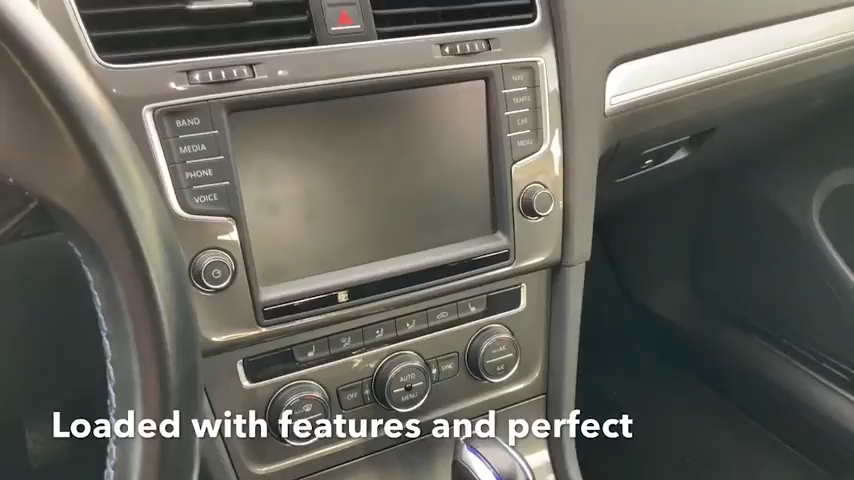 BAND
MEDIA
PHONE
VOICE
NAV
TRAFFIC
CAR
MENU
AUTO
MENU
OFF
SYNC
A/C
A/C
Loaded with features and perfect